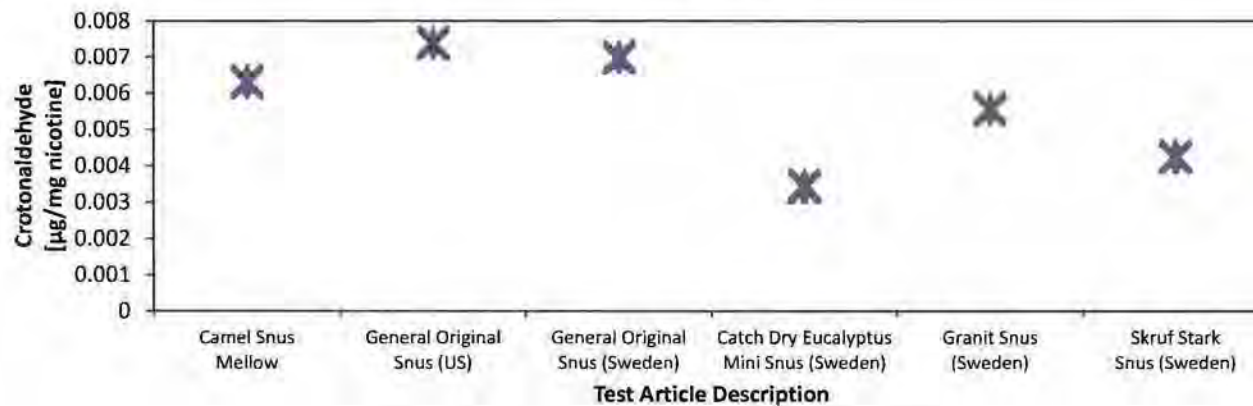 0.008
0.007
0.006
0.005
0.004
0.003
0.002
0.001
0
Crotonaldehyde
[µg/mg nicotine]
Camel Snus
Mellow
General Original
Snus (US)
General Original
Snus (Sweden)
Catch Dry Eucalyptus
Mini Snus (Sweden)
Granit Snus
(Sweden)
Skruf Stark
Snus (Sweden)
Test Article Description